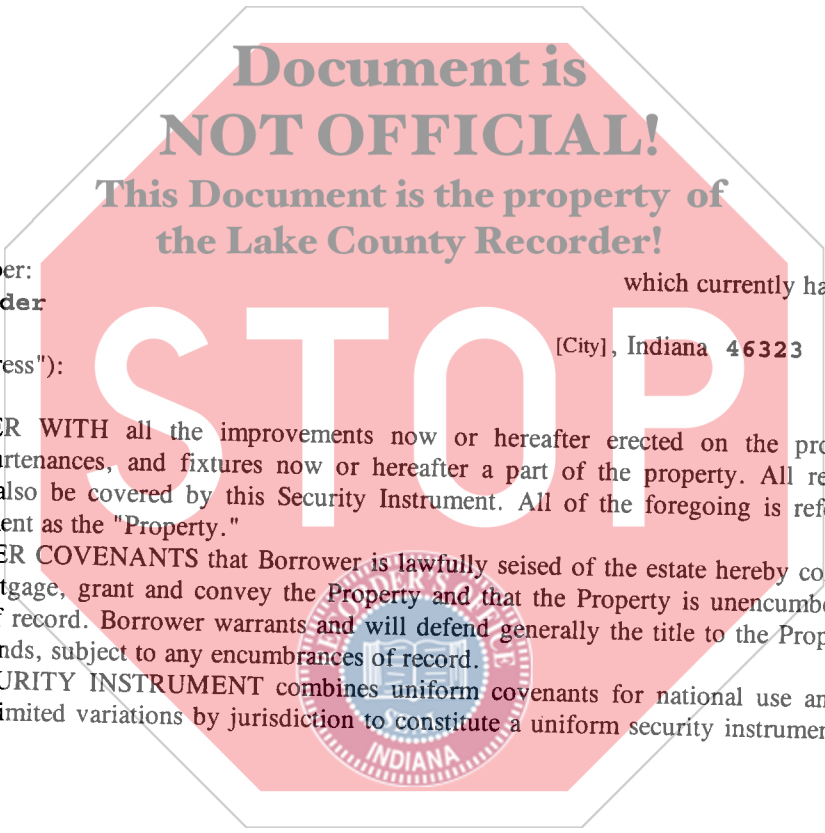 Document is
NOT OFFICIAL!
This Document is the property of
the Lake County Recorder!
er:
which currently ha
der
[City], Indiana 46323
ess"):
STOP
ER WITH all the improvements now or hereafter erected on the pro
rtenances, and fixtures now or hereafter a part of the property. All re
also be covered by this Security Instrument. All of the foregoing is ref
ent as the "Property."
ER COVENANTS that Borrower is lawfully seised of the estate hereby co
tgage, grant and convey the Property and that the Property is unencumb
f record. Borrower warrants and will defend generally the title to the Prop
nds, subject to any encumbrances of record.
URITY INSTRUMENT combines uniform covenants for national use an
imited variations by jurisdiction to constitute a uniform security instrumen
RECORDER'S OFFICE
INDIANA